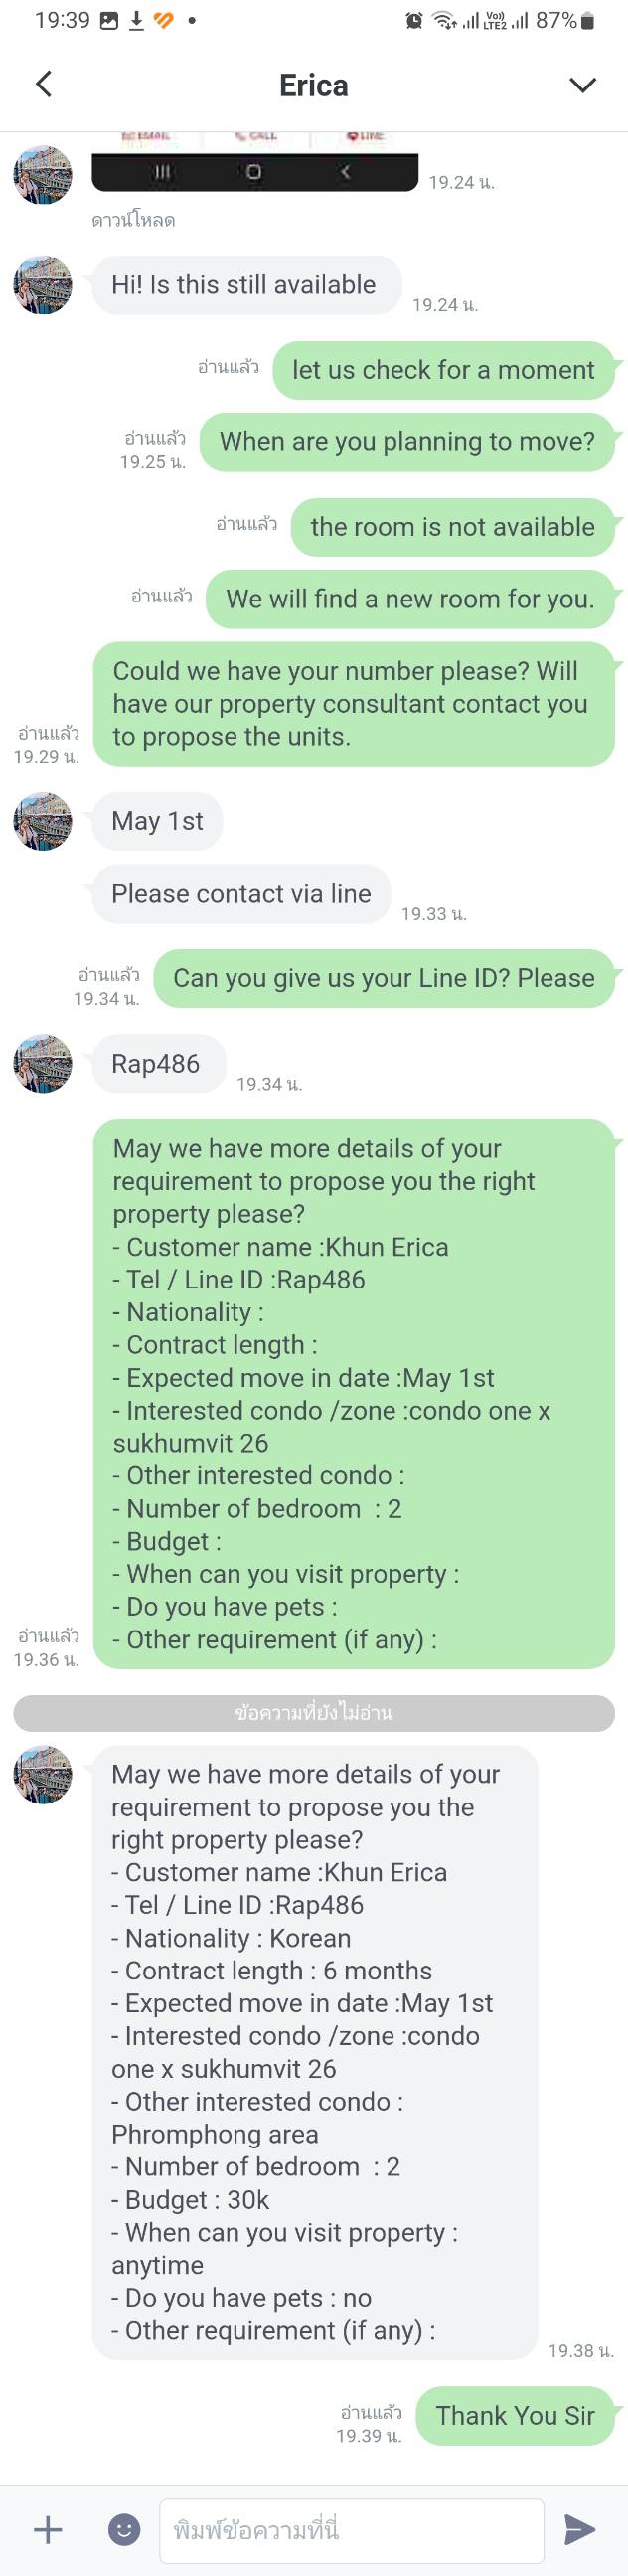 19:39
Vo))
LTE2
87%
Erica
EMAIL
CALL
LINE
19.24 น.
ดาวน์โหลด
Hi! Is this still available
19.24 น.
อ่านแล้ว
let us check for a moment
อ่านแล้ว
19.25 น.
When are you planning to move?
อ่านแล้ว
the room is not available
อ่านแล้ว
We will find a new room for you.
Could we have your number please? Will
have our property consultant contact you
to propose the units.
อ่านแล้ว
19.29 น.
May 1st
Please contact via line
19.33 น.
อ่านแล้ว
19.34 น.
Can you give us your Line ID? Please
Rap486
19.34 น.
May we have more details of your
requirement to propose you the right
property please?
- Customer name :Khun Erica
- Tel / Line ID :Rap486
- Nationality :
- Contract length :
- Expected move in date :May 1st
- Interested condo /zone :condo one x
sukhumvit 26
- Other interested condo :
- Number of bedroom  : 2
- Budget :
- When can you visit property :
- Do you have pets :
- Other requirement (if any) :
อ่านแล้ว
19.36 น.
ข้อความที่ยังไม่อ่าน
May we have more details of your
requirement to propose you the
right property please?
- Customer name :Khun Erica
- Tel / Line ID :Rap486
- Nationality : Korean
- Contract length : 6 months
- Expected move in date :May 1st
- Interested condo /zone :condo
one x sukhumvit 26
- Other interested condo :
Phromphong area
- Number of bedroom  : 2
- Budget : 30k
- When can you visit property :
anytime
- Do you have pets : no
- Other requirement (if any) :
19.38 น.
อ่านแล้ว
19.39 น.
Thank You Sir
พิมพ์ข้อความที่นี่